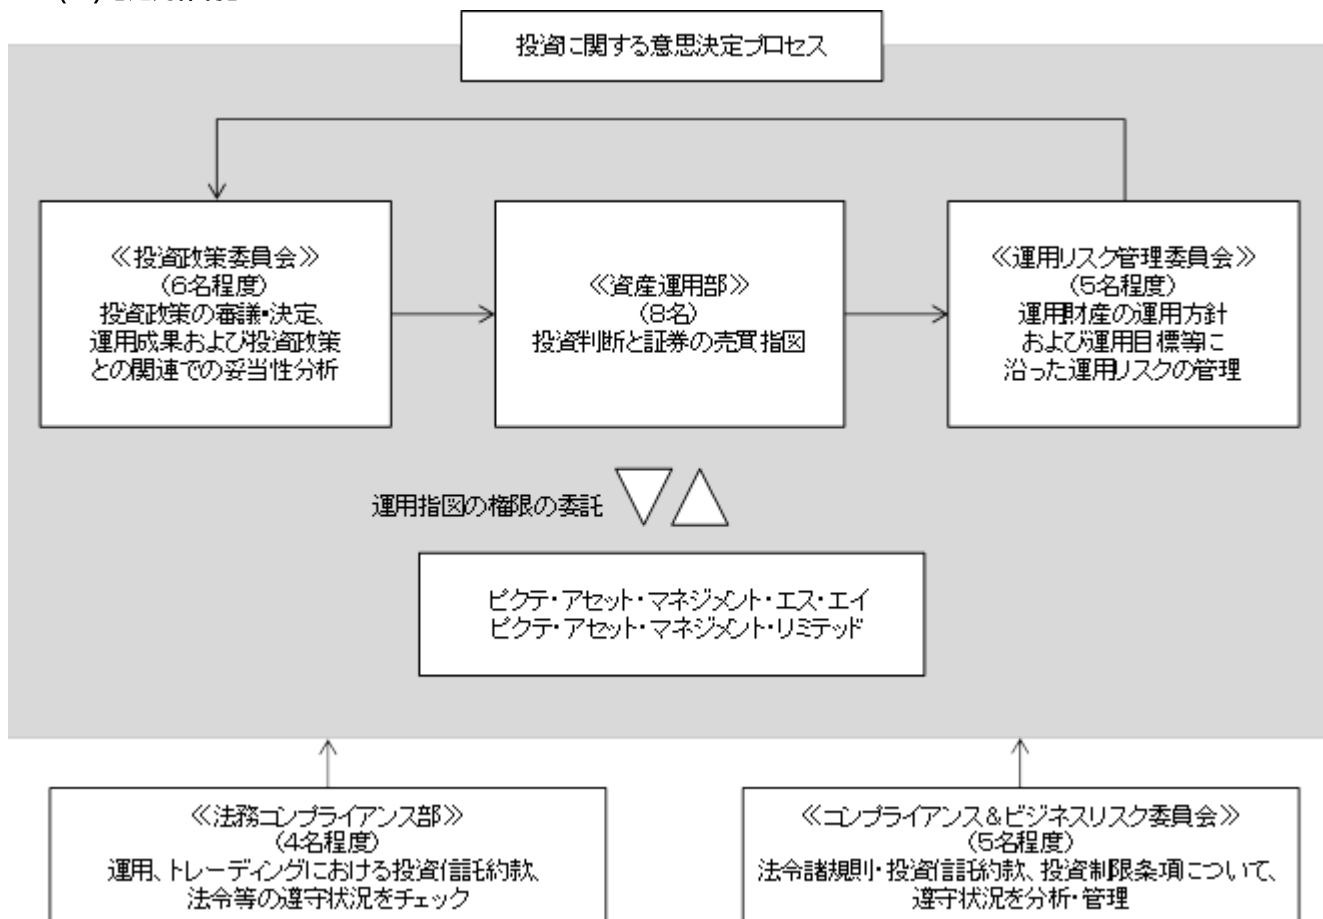 投資に関する意思決定プロセス
≪投資政策委員会≫
(6名程度)
投資政策の審議・決定、
運用成果および投資政策
との関連での妥当性分析
≪資産運用部≫
(8名)
投資判断と証券の売買指図
≪運用リスク管理委員会≫
(5名程度)
運用財産の運用方針
および運用目標等に
沿った運用リスクの管理
運用指図の権限の委託
ピクテ・アセット・マネジメント・エス・エイ
ピクテ・アセット・マネジメント・リミテッド
≪法務コンプライアンス部≫
(4名程度)
運用、トレーディングにおける投資信託約款、
法令等の遵守状況をチェック
≪コンプライアンス&ビジネスリスク委員会≫
(5名程度)
法令諸規則・投資信託約款、投資制限条項について、
遵守状況を分析・管理